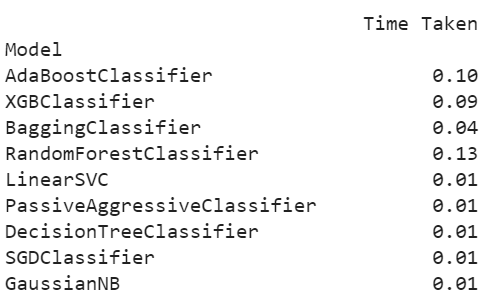 Time Taken
Model
AdaBoostClassifier 0.10
XGBClassifier 0.09
BaggingClassifier 0.04
RandomForestClassifier 0.13
LinearSVC 0.01
PassiveAggressiveClassifier 0.01
DecisionTreeClassifier 0.01
SGDClassifier 0.01
GaussianNB 0.01